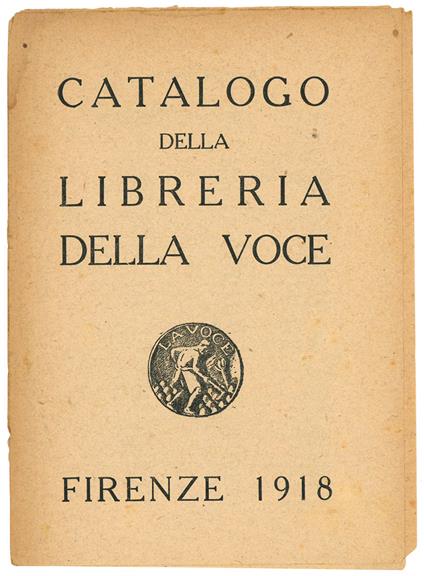 CATALOGO
DELLA
LIBRERIA
DELLA VOCE
LA VOCE
FIRENZE 1918